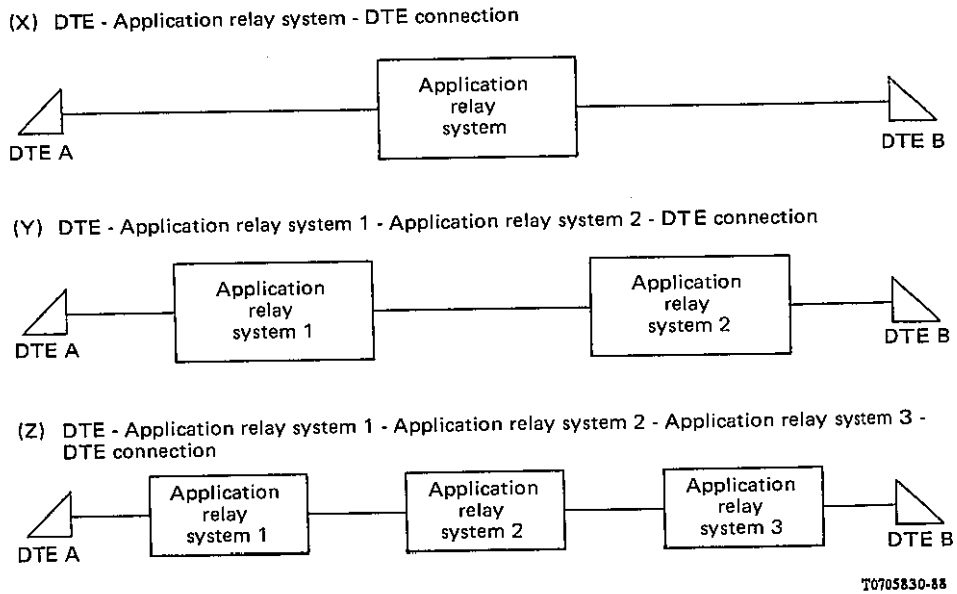 (X) DTE - Application relay system - DTE connection
Application
relay
system
DTE A
DTE B
(Y) DTE - Application relay system 1 - Application relay system 2 - DTE connection
Application
relay
system 1
Application
relay
system 2
DTE A
DTE B
(Z) DTE - Application relay system 1 - Application relay system 2 - Application relay system 3 -
DTE connection
Application
relay
system 1
Application
relay
system 2
Application
relay
system 3
DTE A
DTE B
T0705830-88